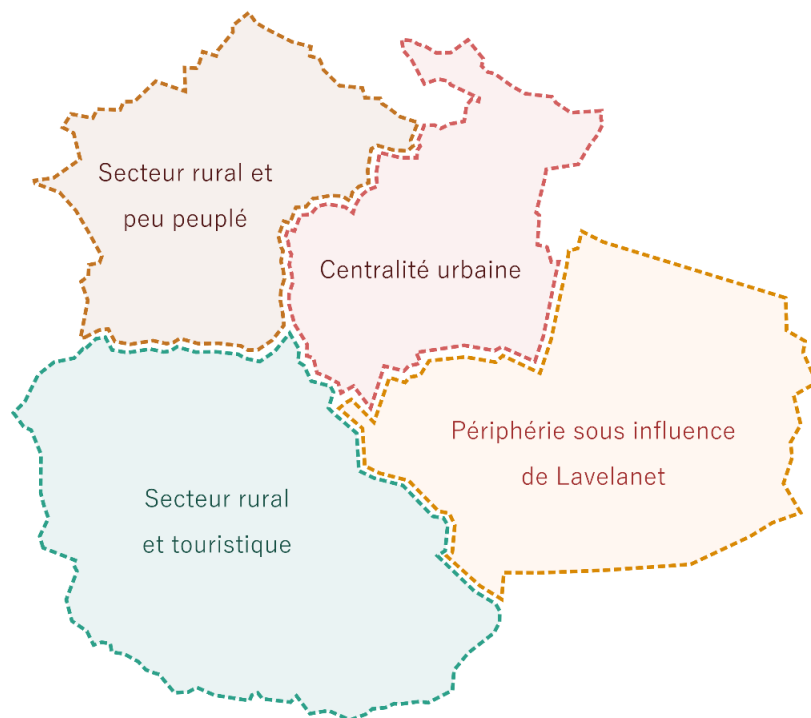 Secteur rural et
peu peuplé
Centralité urbaine
Périphérie sous influence
de Lavelanet
Secteur rural
et touristique